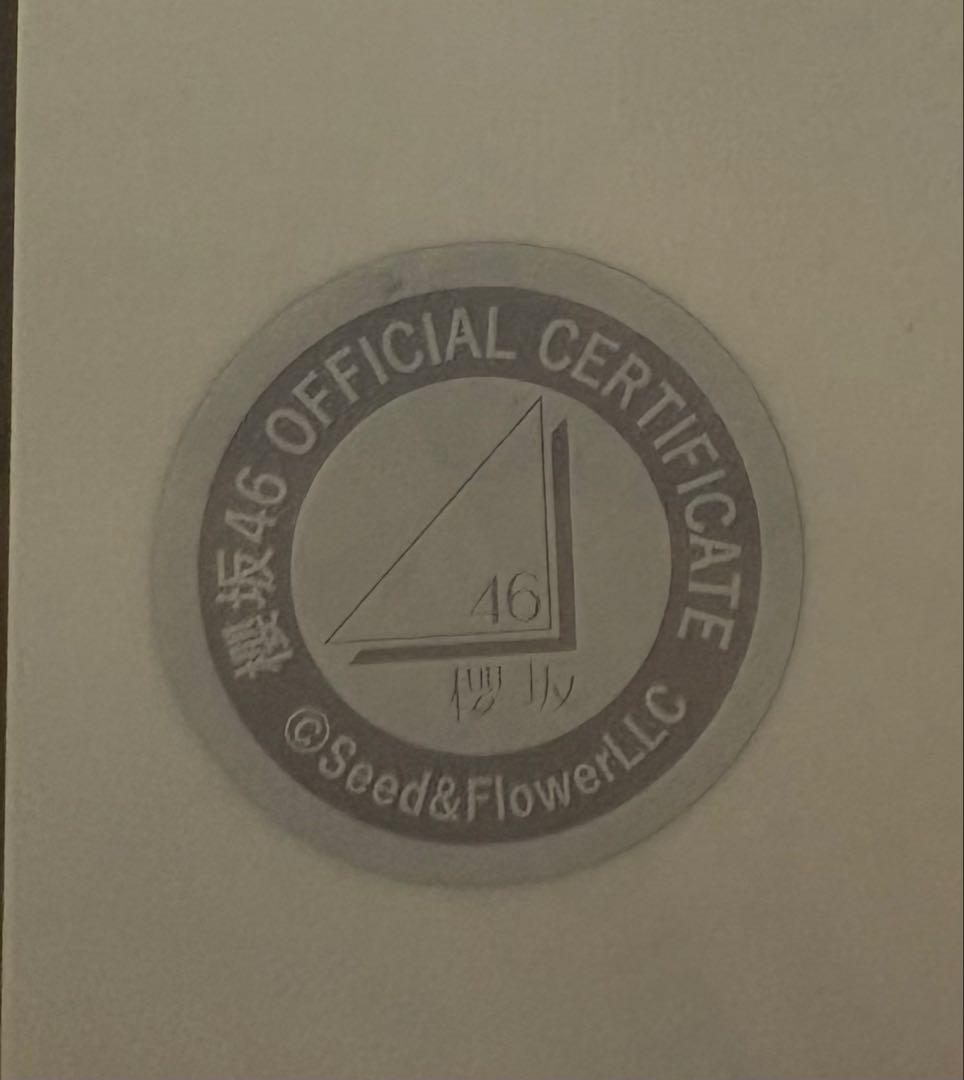 櫻坂46 OFFICIAL CERTIFICATE
46
櫻坂
©Seed&FlowerLLC